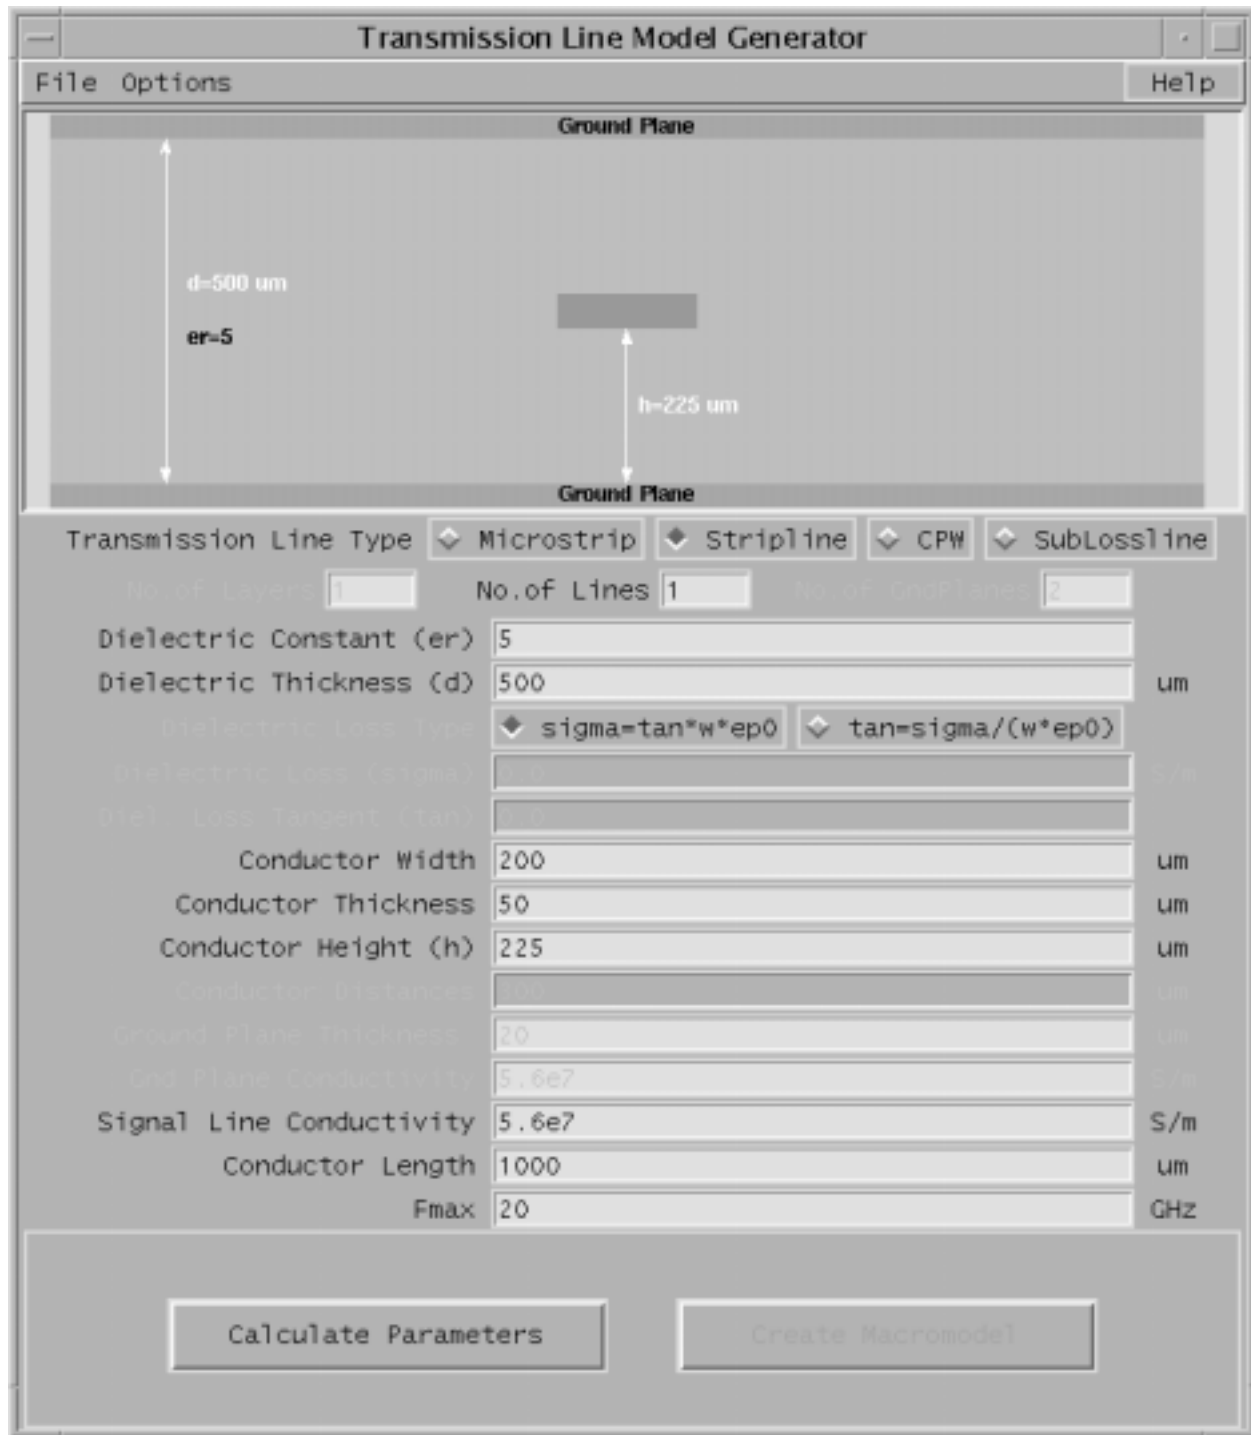 Transmission Line Model Generator
File Options Help
Ground Plane
d=500 um
er=5
h=225 um
Ground Plane
Transmission Line Type Microstrip Stripline CPW SubLossline
No.of Layers 1 No.of Lines 1 No.of GndPlanes 2
Dielectric Constant (er) 5
Dielectric Thickness (d) 500 um
Dielectric Loss Type sigma=tan*w*ep0 tan=sigma/(w*ep0)
Dielectric Loss (sigma) 0.0 S/m
Diel Loss Tangent (tan) 0.0
Conductor Width 200 um
Conductor Thickness 50 um
Conductor Height (h) 225 um
Conductor Distances 300 um
Ground Plane Thickness 20 um
Gnd Plane Conductivity 5.6e7 S/m
Signal Line Conductivity 5.6e7 S/m
Conductor Length 1000 um
Fmax 20 GHz
Calculate Parameters Create Macromodel